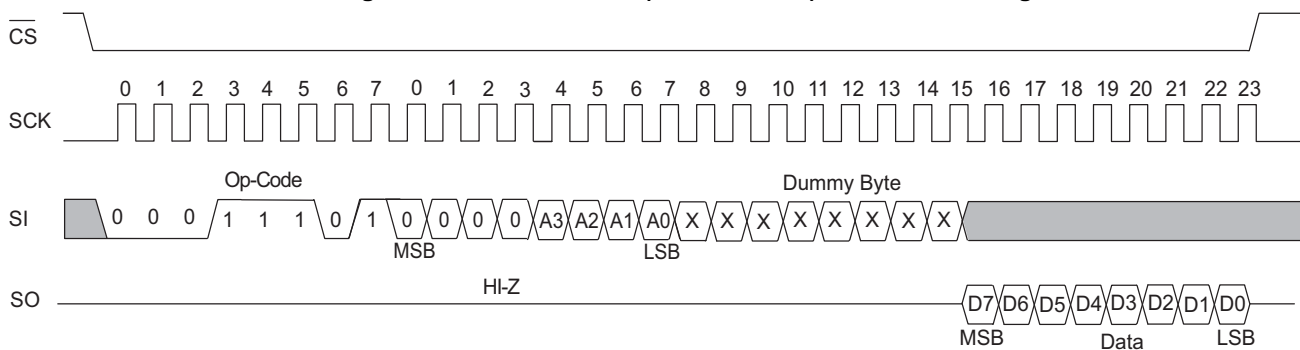 CS
0 1 2 3 4 5 6 7 0 1 2 3 4 5 6 7 8 9 10 11 12 13 14 15 16 17 18 19 20 21 22 23
SCK
Op-Code
Dummy Byte
SI 0 0 0 1 1 1 0 1 0 0 0 0 A3 A2 A1 A0 X X X X X X X X
MSB LSB
HI-Z
SO D7 D6 D5 D4 D3 D2 D1 D0
MSB Data LSB